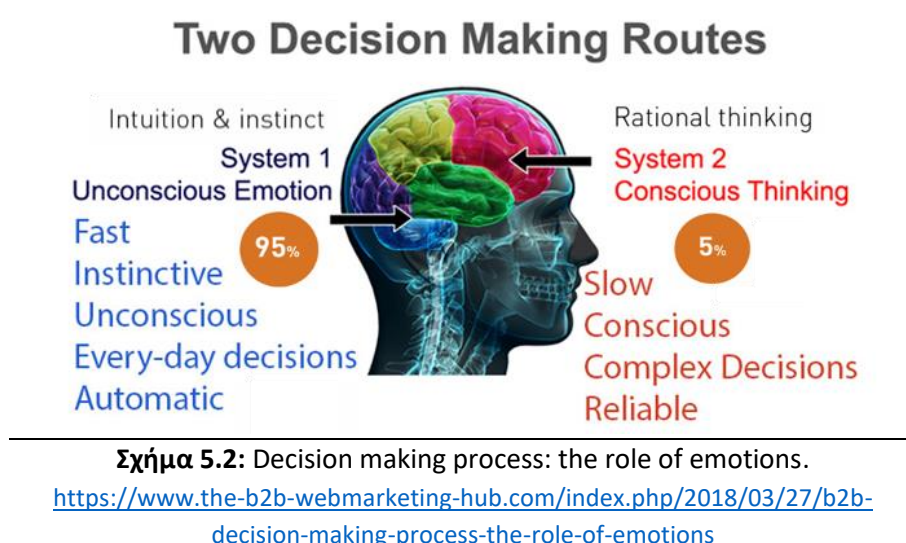 Two Decision Making Routes
Intuition & instinct
System 1
Unconscious Emotion
95%
Fast
Instinctive
Unconscious
Every-day decisions
Automatic
Rational thinking
System 2
Conscious Thinking
5%
Slow
Conscious
Complex Decisions
Reliable
Σχήμα 5.2: Decision making process: the role of emotions.
https://www.the-b2b-webmarketing-hub.com/index.php/2018/03/27/b2b-
decision-making-process-the-role-of-emotions